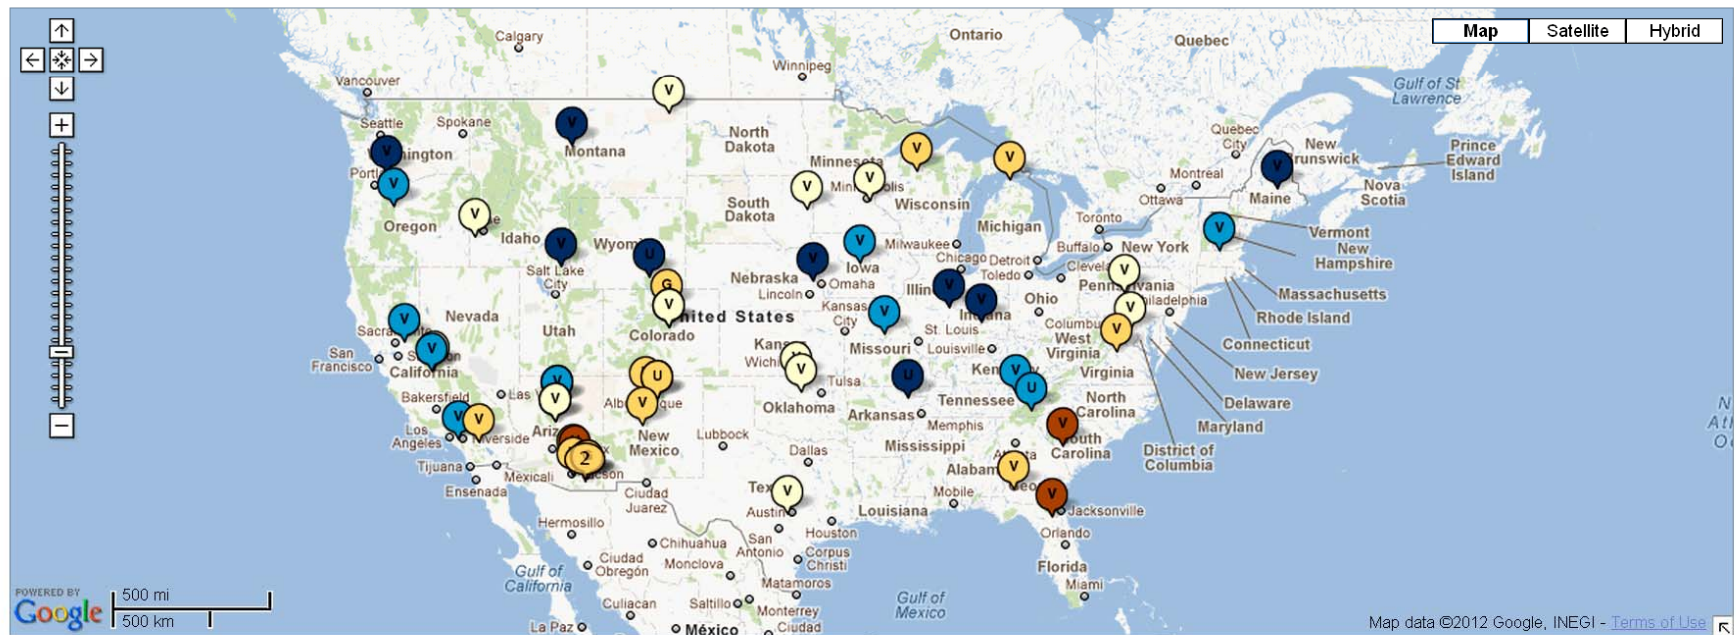 Map
Satellite
Hybrid
Calgary
Ontario
Quebec
Gulf of St
Lawrence
Vancouver
Winnipeg
V
Seattle
Spokane
V
Montana
North
Dakota
Quebec
City
New
Brunswick
Prince
Edward
Island
V
Minnesota
V
V
V
Montreal
Maine
Nova
Scotia
V
V
V
Ottawa
South
Dakota
Wisconsin
V
Oregon
Michigan
Toronto
V
Vermont
Idaho
V
U
V
Milwaukee
Buffalo
New York
New
Hampshire
Salt Lake
City
Nebraska
V
Iowa
Chicago
Detroit
Toledo
V
Pennsylvania
Massachusetts
G
V
Lincoln
Omaha
V
V
Ohio
V
Philadelphia
Rhode Island
V
Nevada
Utah
United States
Colorado
Kansas
City
V
Indiana
St. Louis
V
West
Virginia
Connecticut
San
Francisco
V
California
Missouri
Louisville
Virginia
New Jersey
V
V
U
V
V
U
V
U
Bakersfield
Tulsa
Tennessee
North
Carolina
Delaware
V
V
V
Oklahoma
Arkansas
Memphis
V
South
Carolina
Maryland
Los
Angeles
Riverside
New
Mexico
Lubbock
Dallas
Mississippi
District of
Columbia
Tijuana
Mexicali
2
V
Ensenada
Ciudad
Juarez
V
Austin
Louisiana
Mobile
V
Jacksonville
Hermosillo
Chihuahua
San
Antonio
Houston
Orlando
Gulf of
California
Ciudad
Obregón
Monclova
Corpus
Christi
Florida
Matamoros
Miami
Culiacan
Saltillo
Monterrey
Gulf of
Mexico
La Paz
México
Ciudad
POWERED BY
Google
500 mi
500 km
Map data ©2012 Google, INEGI - Terms of Use